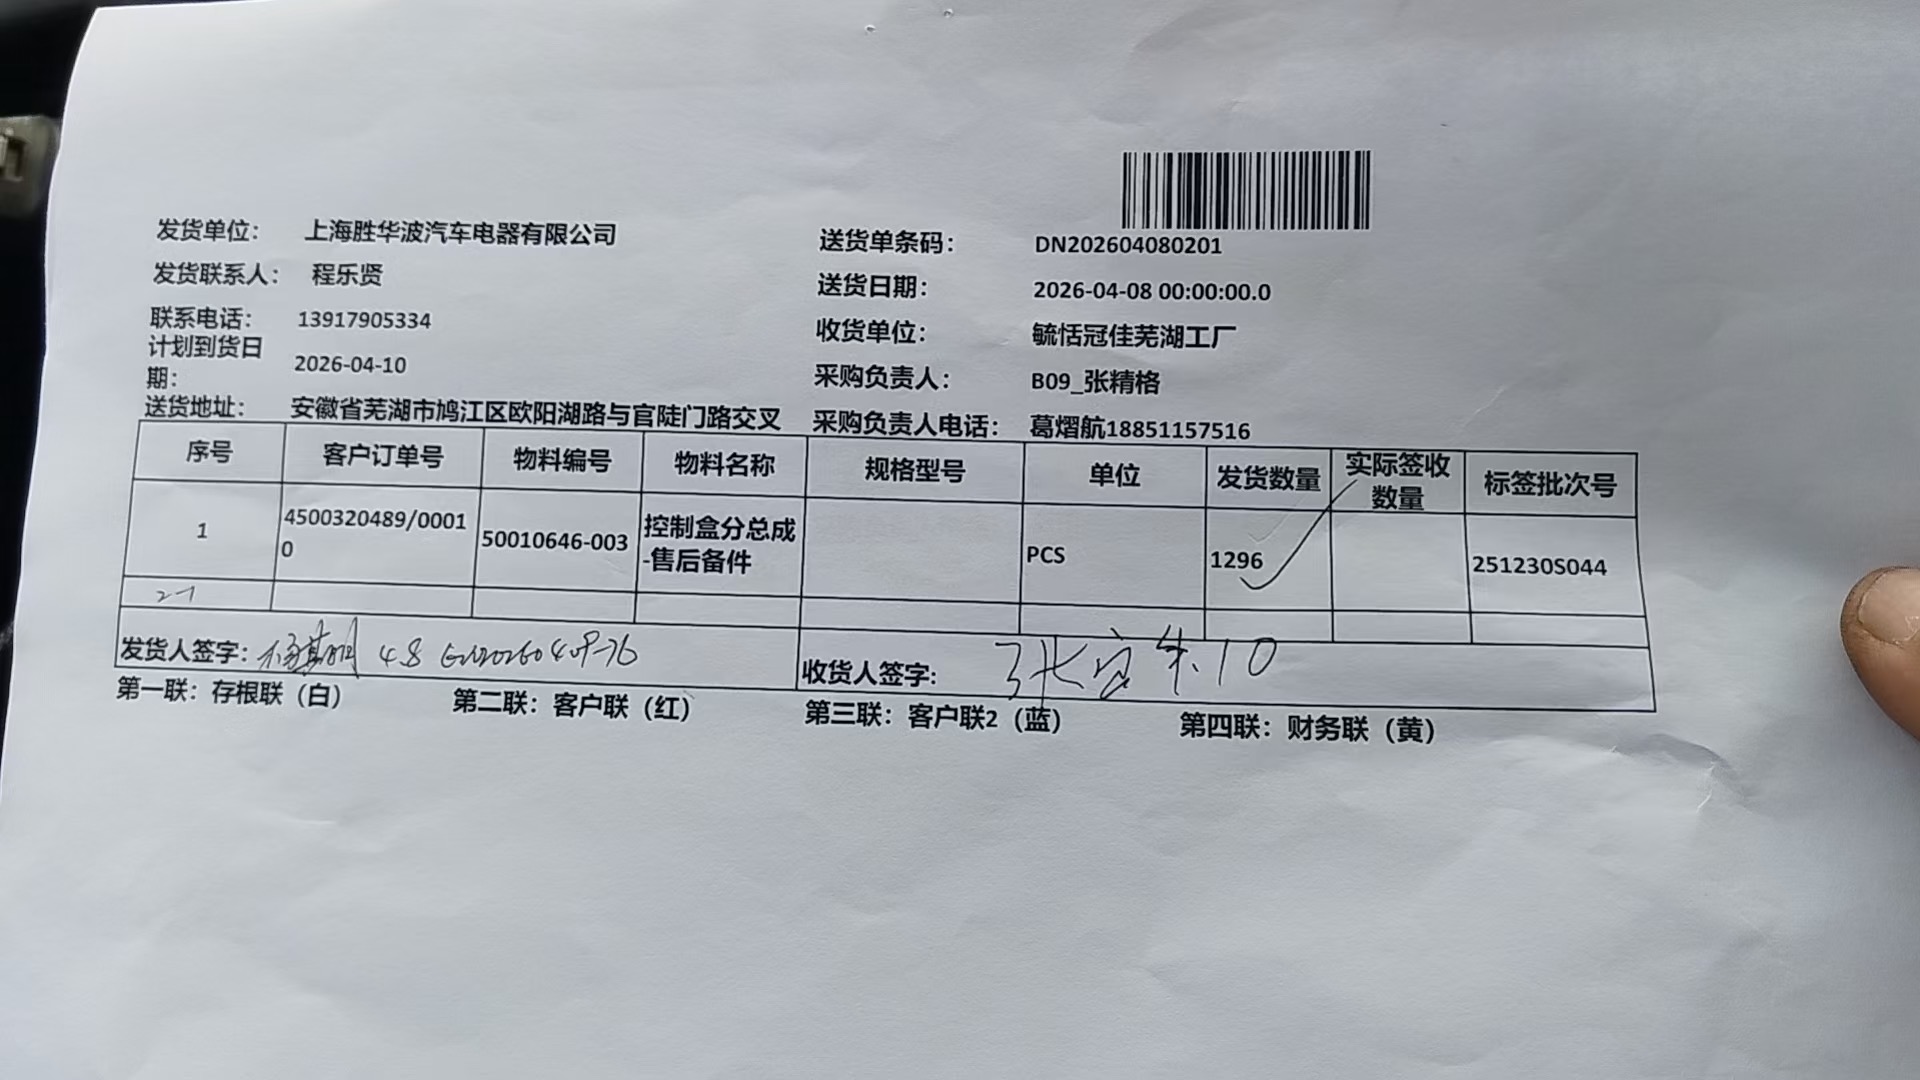 发货单位： 上海胜华波汽车电器有限公司
发货联系人： 程乐贤
联系电话： 13917905334
计划到货日期： 2026-04-10
送货地址： 安徽省芜湖市鸠江区欧阳湖路与官陡门路交叉
送货单条码： DN202604080201
送货日期： 2026-04-08 00:00:00.0
收货单位： 毓恬冠佳芜湖工厂
采购负责人： B09_张精格
采购负责人电话： 葛熠航18851157516
序号 客户订单号 物料编号 物料名称 规格型号 单位 发货数量 实际签收数量 标签批次号
1 4500320489/00010 50010646-003 控制盒分总成-售后备件 PCS 1296 251230S044
发货人签字： 4.8
收货人签字： 张 10
第一联：存根联（白） 第二联：客户联（红） 第三联：客户联2（蓝） 第四联：财务联（黄）